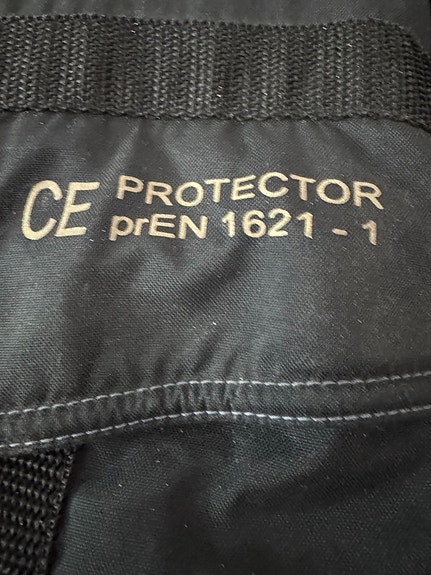 CE PROTECTOR
prEN 1621 - 1